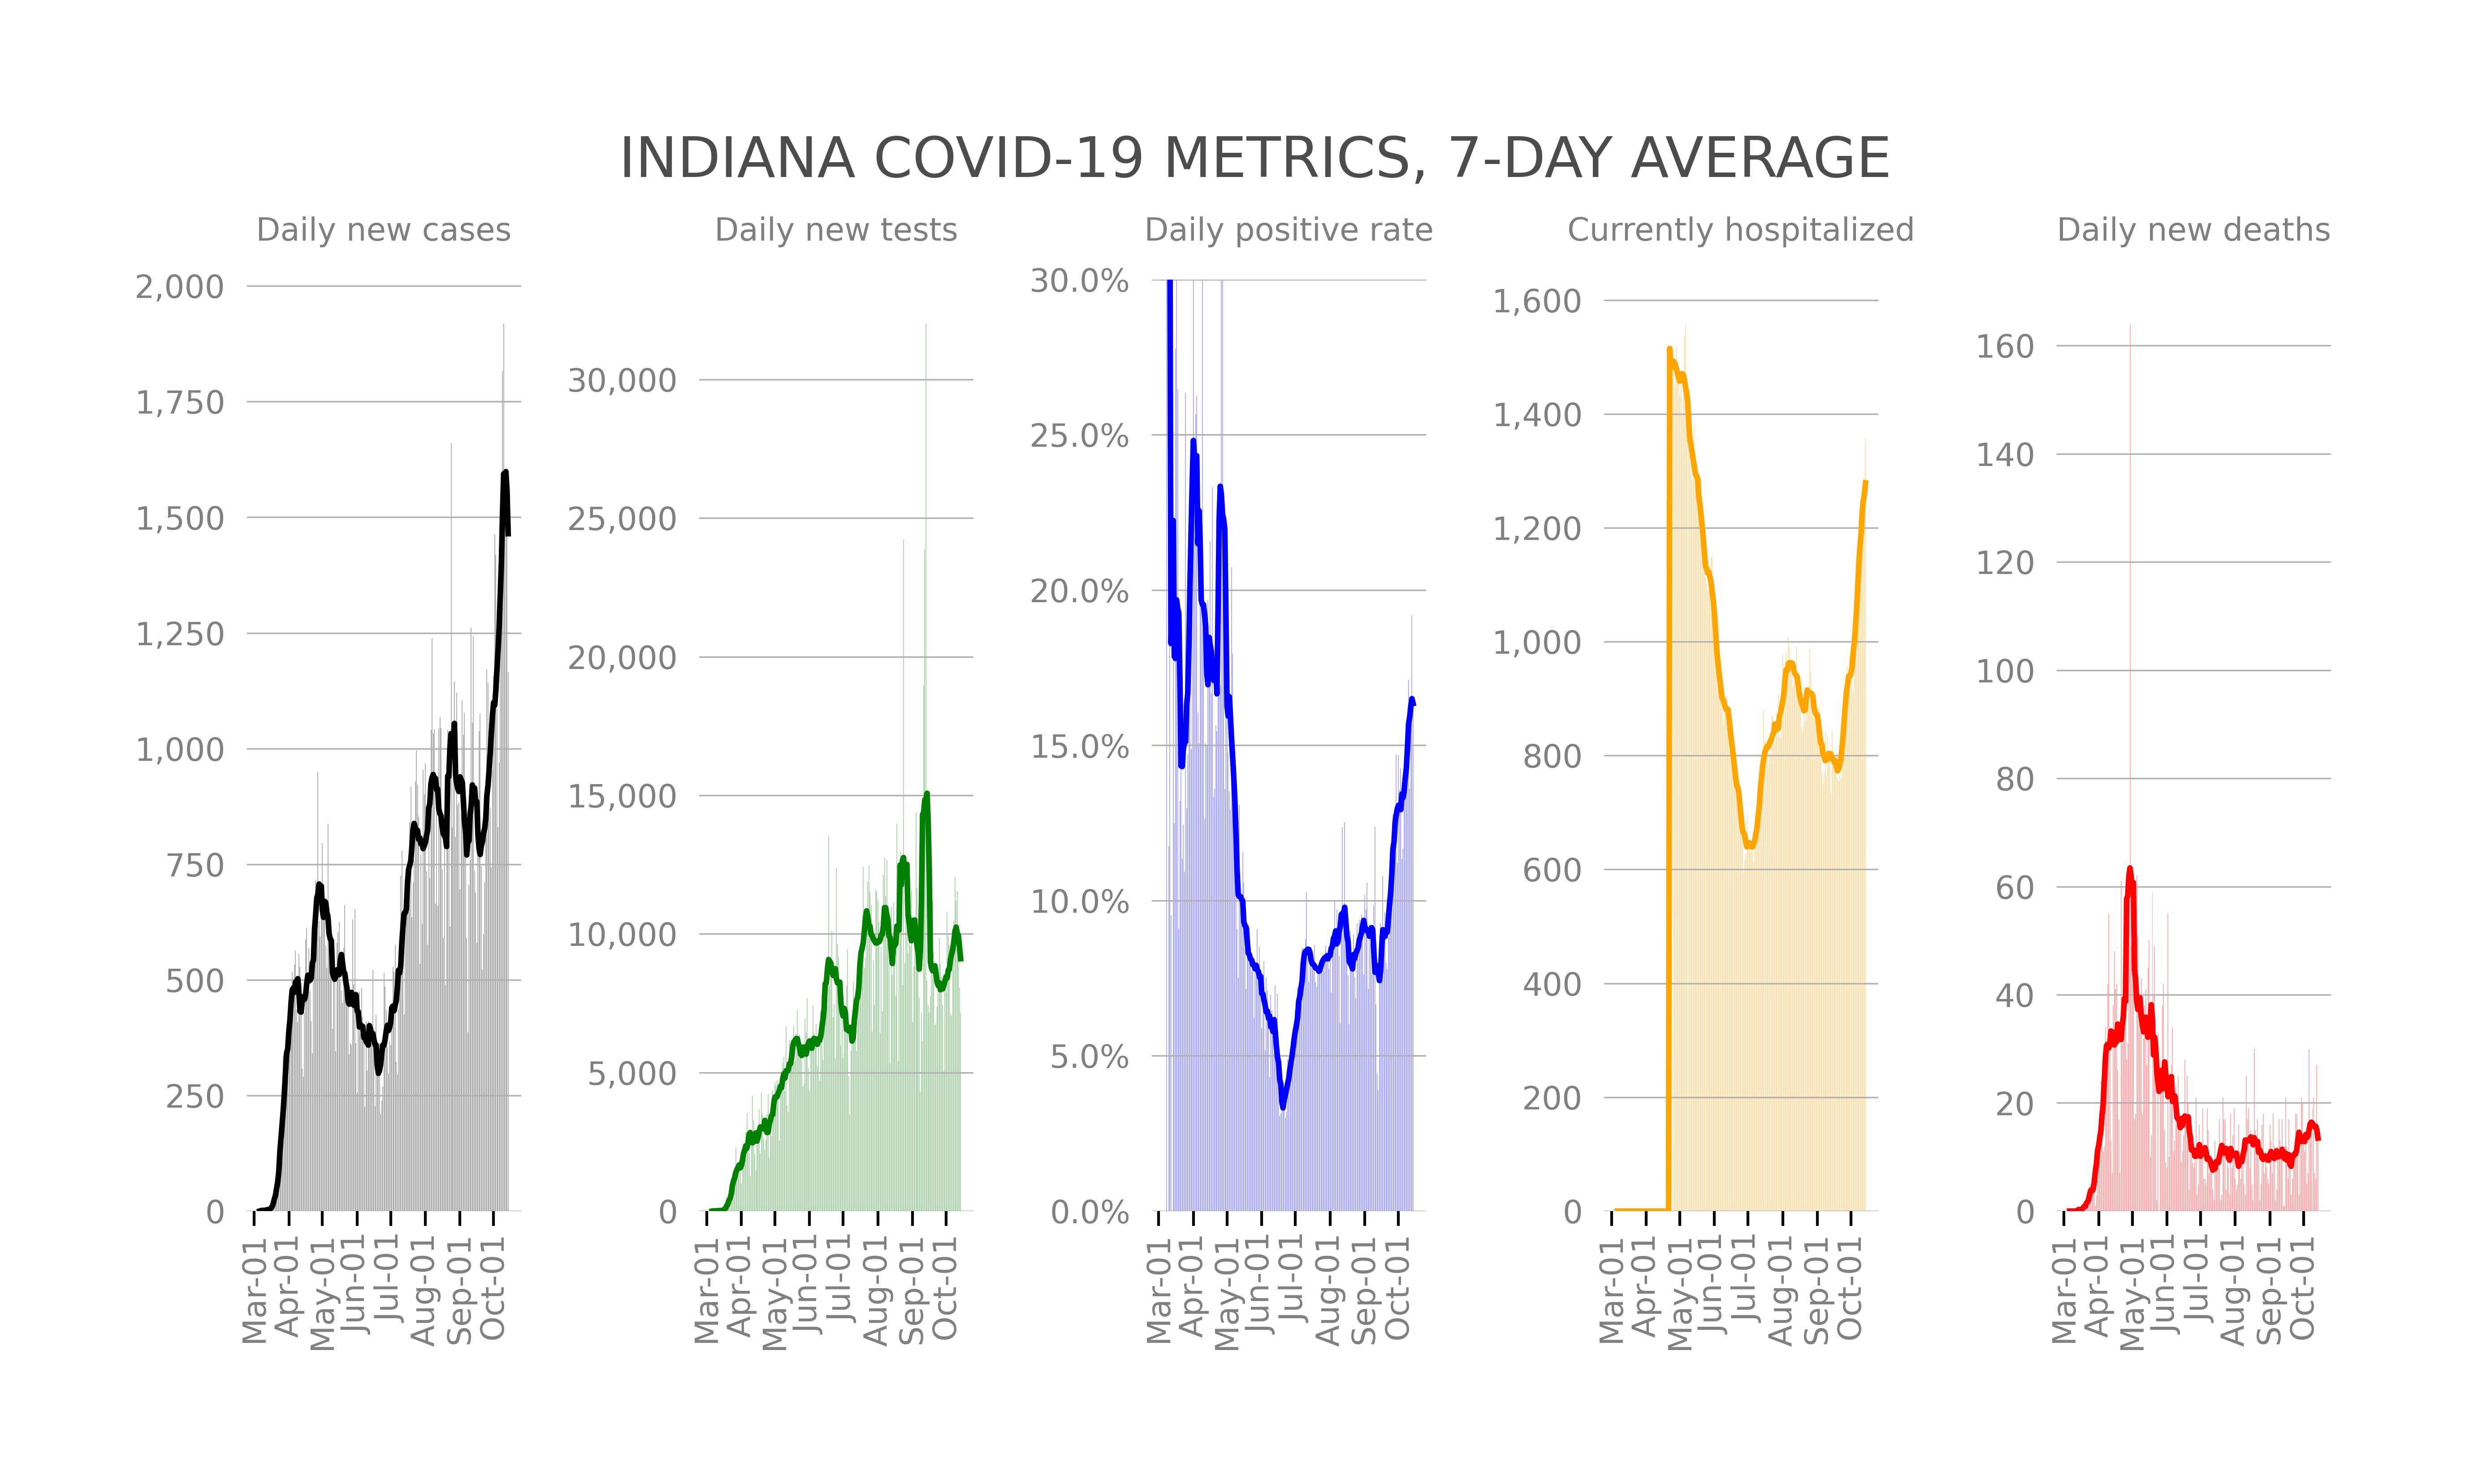 INDIANA COVID-19 METRICS, 7-DAY AVERAGE
Daily new cases
2,000
1,750
1,500
1,250
1,000
750
500
250
0
Mar-01
Apr-01
May-01
Jun-01
Jul-01
Aug-01
Sep-01
Oct-01
Daily new tests
30,000
25,000
20,000
15,000
10,000
5,000
0
Mar-01
Apr-01
May-01
Jun-01
Jul-01
Aug-01
Sep-01
Oct-01
Daily positive rate
30.0%
25.0%
20.0%
15.0%
10.0%
5.0%
0.0%
Mar-01
Apr-01
May-01
Jun-01
Jul-01
Aug-01
Sep-01
Oct-01
Currently hospitalized
1,600
1,400
1,200
1,000
800
600
400
200
0
Mar-01
Apr-01
May-01
Jun-01
Jul-01
Aug-01
Sep-01
Oct-01
Daily new deaths
160
140
120
100
80
60
40
20
0
Mar-01
Apr-01
May-01
Jun-01
Jul-01
Aug-01
Sep-01
Oct-01